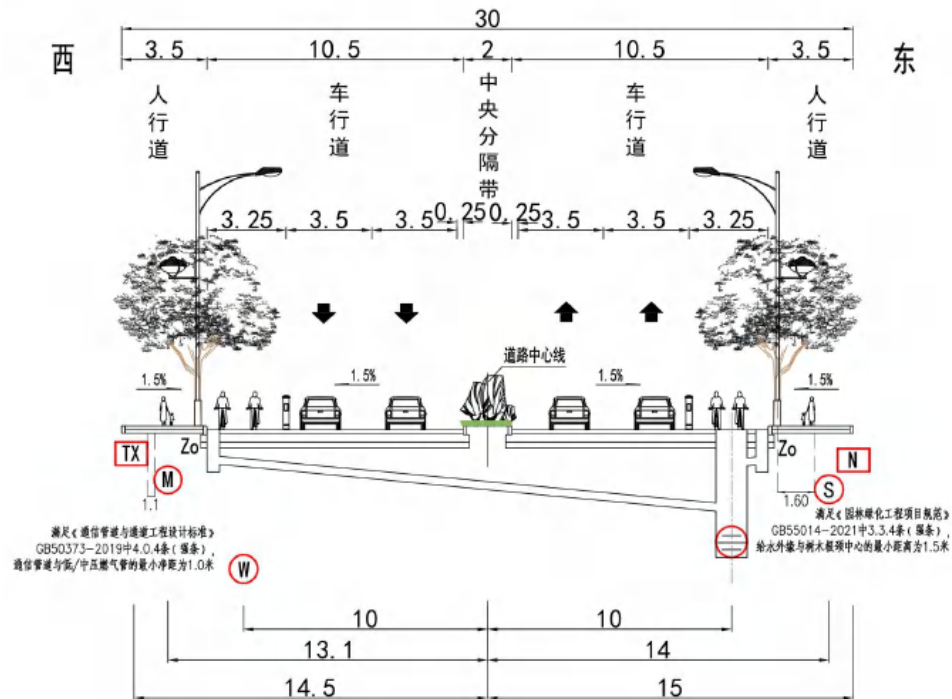 30
3.5 10.5 2 10.5 3.5
西 东
人行道 车行道 中央分隔带 车行道 人行道
0.25 0.25
3.25 3.5 3.5 3.5 3.5 3.25
道路中心线
1.5% 1.5% 1.5% 1.5%
Zo Zo
TX N
M S
1.1 1.60
满足《通信管道与通道工程设计标准》
GB50373-2019中4.0.4条(强条),
通信管道与低/中压燃气管的最小净距为1.0米
满足《园林绿化工程项目规范》
GB55014-2021中3.3.4条(强条),
给水外缘与树木根颈中心的最小距离为1.5米
W
10 10
13.1 14
14.5 15